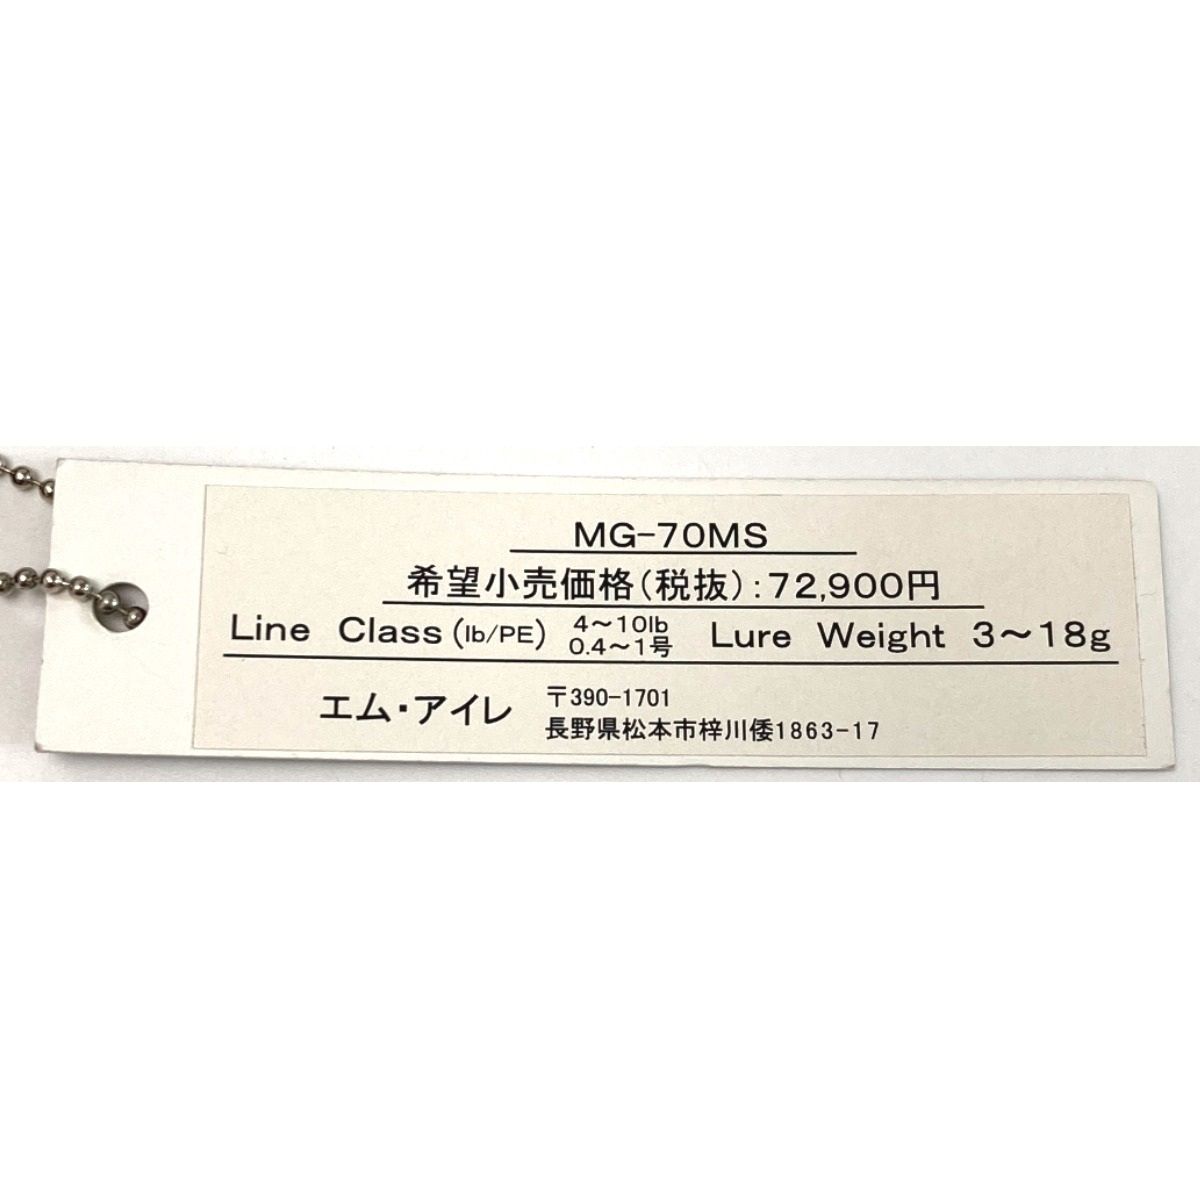 MG-70MS
希望小売価格(税抜):72,900円
Line Class(lb/PE) 4～10lb 0.4～1号 Lure Weight 3～18g
エム・アイレ 〒390-1701
長野県松本市梓川倭1863-17